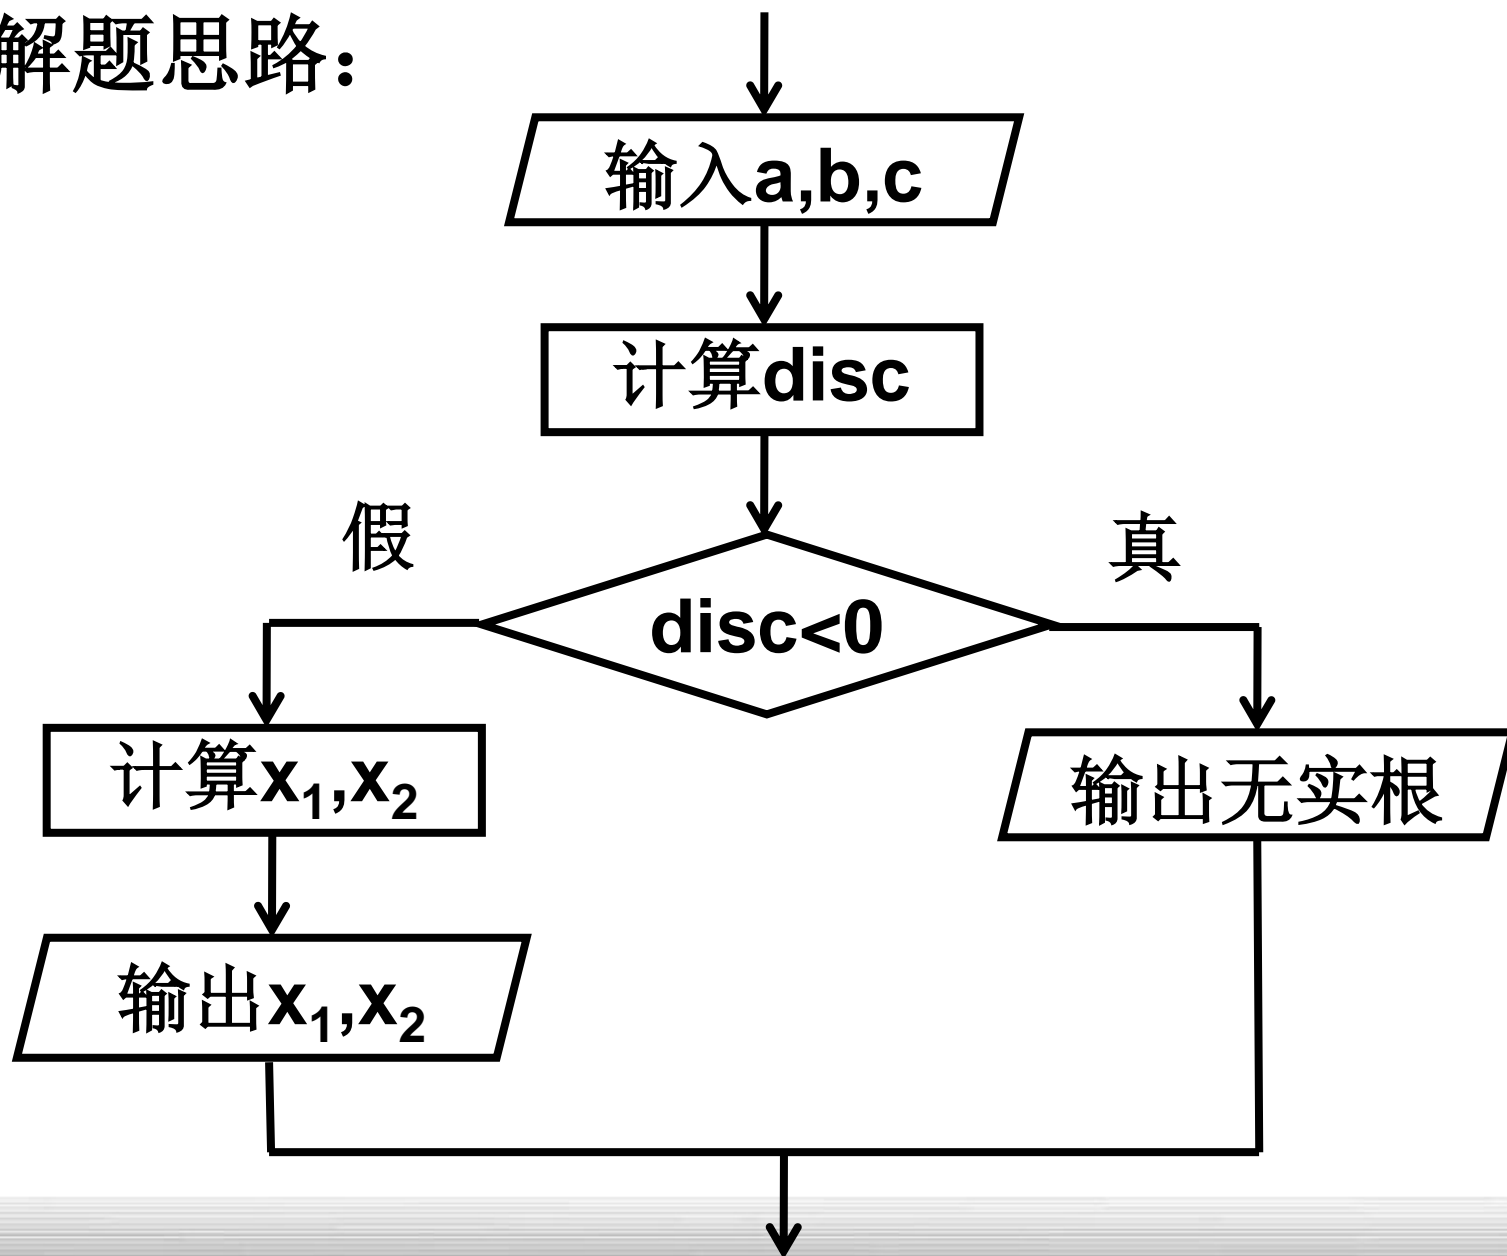 解题思路：
输入a,b,c
计算disc
假
真
disc<0
计算x₁,x₂
输出无实根
输出x₁,x₂